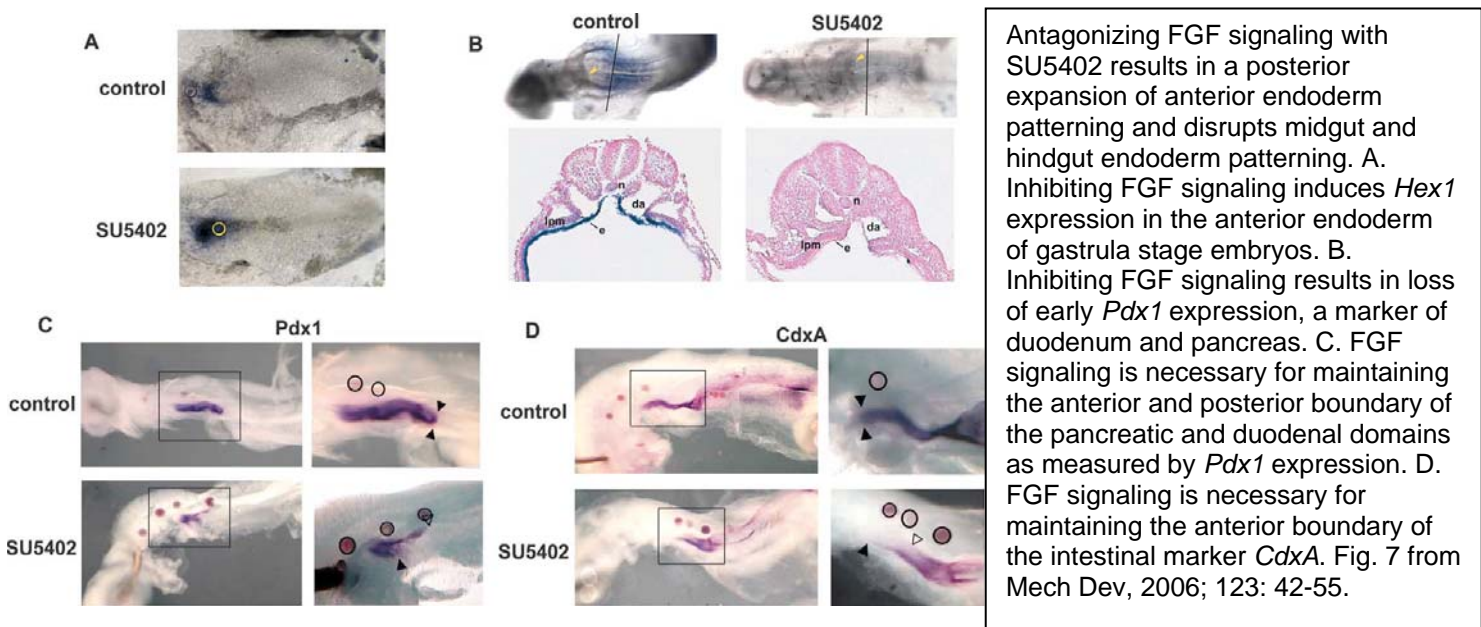 A
control
SU5402
B
control
SU5402
n
lpm
da
e
n
lpm
da
e
C
Pdx1
control
SU5402
D
CdxA
control
SU5402
Antagonizing FGF signaling with
SU5402 results in a posterior
expansion of anterior endoderm
patterning and disrupts midgut and
hindgut endoderm patterning. A.
Inhibiting FGF signaling induces Hex1
expression in the anterior endoderm
of gastrula stage embryos. B.
Inhibiting FGF signaling results in loss
of early Pdx1 expression, a marker of
duodenum and pancreas. C. FGF
signaling is necessary for maintaining
the anterior and posterior boundary of
the pancreatic and duodenal domains
as measured by Pdx1 expression. D.
FGF signaling is necessary for
maintaining the anterior boundary of
the intestinal marker CdxA. Fig. 7 from
Mech Dev, 2006; 123: 42-55.